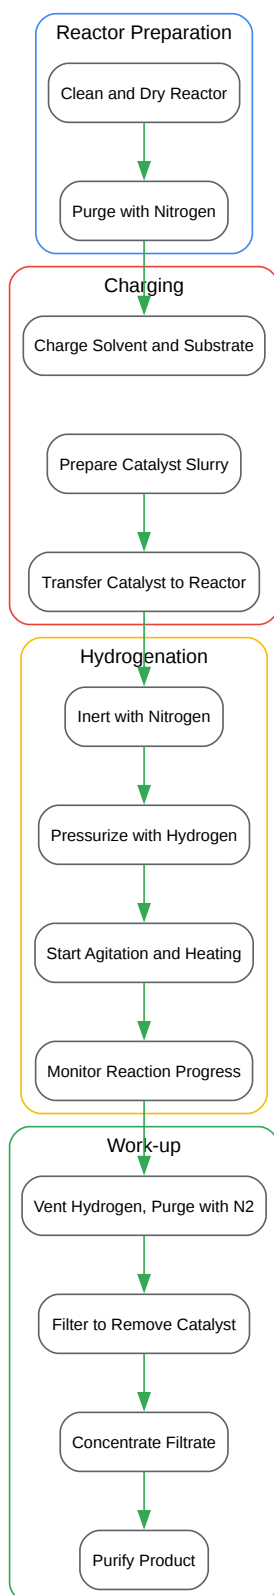 Reactor Preparation
Clean and Dry Reactor
Purge with Nitrogen
Charging
Charge Solvent and Substrate
Prepare Catalyst Slurry
Transfer Catalyst to Reactor
Hydrogenation
Inert with Nitrogen
Pressurize with Hydrogen
Start Agitation and Heating
Monitor Reaction Progress
Work-up
Vent Hydrogen, Purge with N2
Filter to Remove Catalyst
Concentrate Filtrate
Purify Product